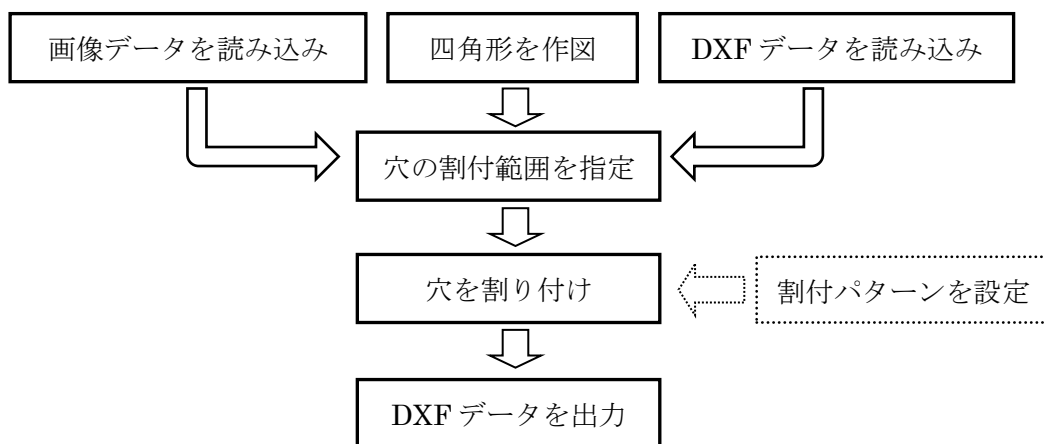 画像データを読み込み
四角形を作図
DXF データを読み込み
穴の割付範囲を指定
穴を割り付け
割付パターンを設定
DXF データを出力